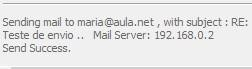 Sending mail to maria@aula.net , with subject : RE:
Teste de envio ..   Mail Server: 192.168.0.2
Send Success.